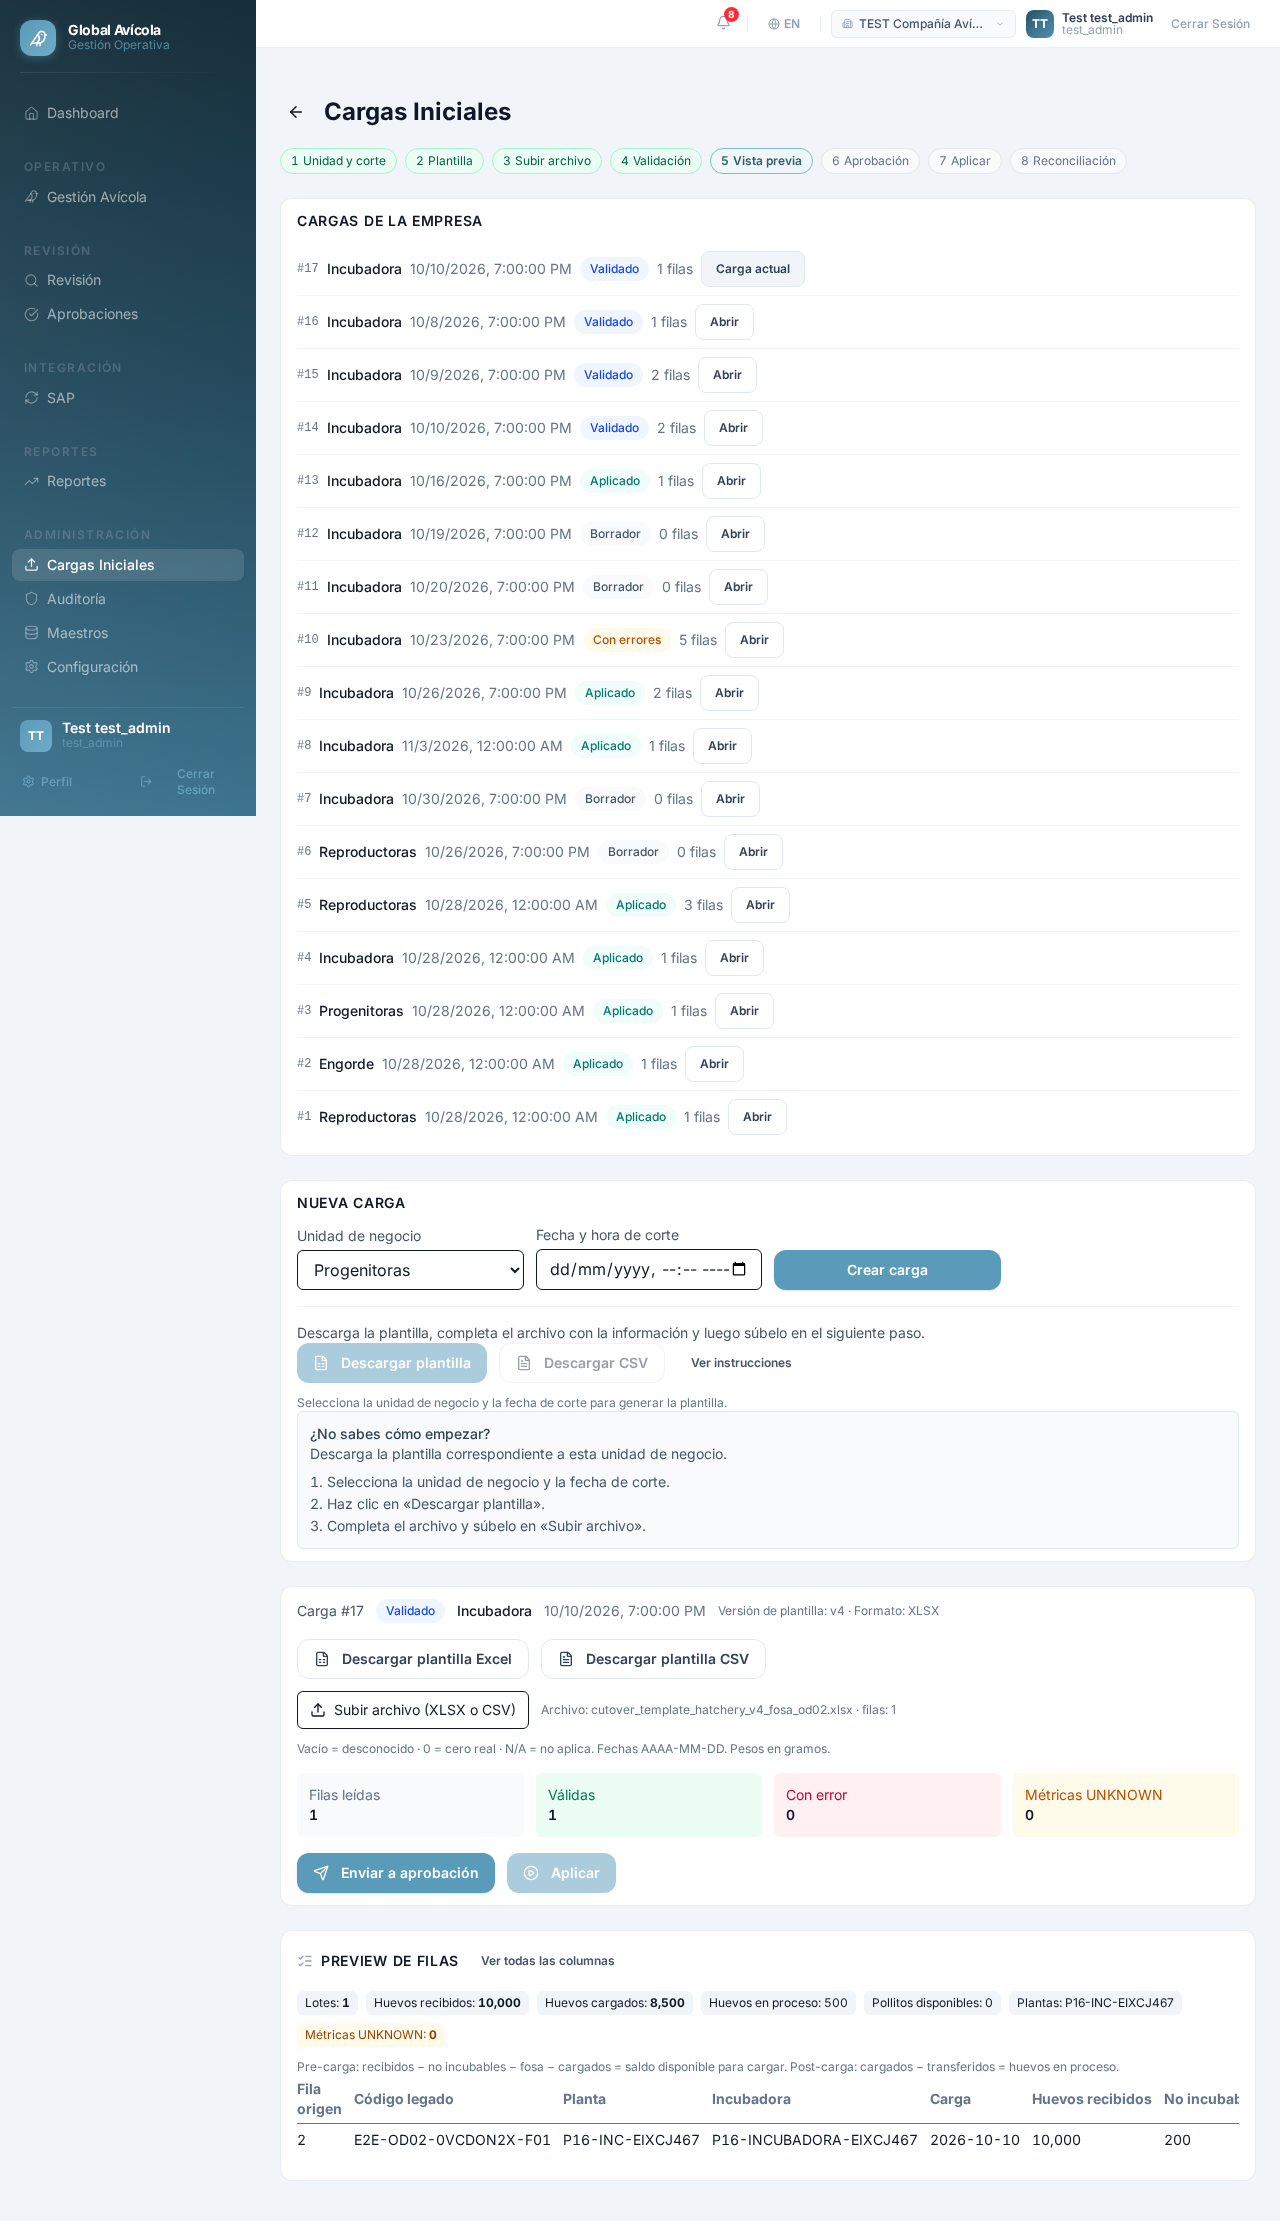 Global Avícola
Gestión Operativa
Dashboard
OPERATIVO
Gestión Avícola
REVISIÓN
Revisión
Aprobaciones
INTEGRACIÓN
SAP
REPORTES
Reportes
ADMINISTRACIÓN
Cargas Iniciales
Auditoría
Maestros
Configuración
TT
Test test_admin
test_admin
Perfil
Cerrar Sesión
8
EN
TEST Compañía Aví...
TT
Test test_admin
test_admin
Cerrar Sesión
Cargas Iniciales
1 Unidad y corte
2 Plantilla
3 Subir archivo
4 Validación
5 Vista previa
6 Aprobación
7 Aplicar
8 Reconciliación
CARGAS DE LA EMPRESA
#17 Incubadora 10/10/2026, 7:00:00 PM Validado 1 filas Carga actual
#16 Incubadora 10/8/2026, 7:00:00 PM Validado 1 filas Abrir
#15 Incubadora 10/9/2026, 7:00:00 PM Validado 2 filas Abrir
#14 Incubadora 10/10/2026, 7:00:00 PM Validado 2 filas Abrir
#13 Incubadora 10/16/2026, 7:00:00 PM Aplicado 1 filas Abrir
#12 Incubadora 10/19/2026, 7:00:00 PM Borrador 0 filas Abrir
#11 Incubadora 10/20/2026, 7:00:00 PM Borrador 0 filas Abrir
#10 Incubadora 10/23/2026, 7:00:00 PM Con errores 5 filas Abrir
#9 Incubadora 10/26/2026, 7:00:00 PM Aplicado 2 filas Abrir
#8 Incubadora 11/3/2026, 12:00:00 AM Aplicado 1 filas Abrir
#7 Incubadora 10/30/2026, 7:00:00 PM Borrador 0 filas Abrir
#6 Reproductoras 10/26/2026, 7:00:00 PM Borrador 0 filas Abrir
#5 Reproductoras 10/28/2026, 12:00:00 AM Aplicado 3 filas Abrir
#4 Incubadora 10/28/2026, 12:00:00 AM Aplicado 1 filas Abrir
#3 Progenitoras 10/28/2026, 12:00:00 AM Aplicado 1 filas Abrir
#2 Engorde 10/28/2026, 12:00:00 AM Aplicado 1 filas Abrir
#1 Reproductoras 10/28/2026, 12:00:00 AM Aplicado 1 filas Abrir
NUEVA CARGA
Unidad de negocio
Fecha y hora de corte
Progenitoras
dd/mm/yyyy, --:-- ----
Crear carga
Descarga la plantilla, completa el archivo con la información y luego súbelo en el siguiente paso.
Descargar plantilla
Descargar CSV
Ver instrucciones
Selecciona la unidad de negocio y la fecha de corte para generar la plantilla.
¿No sabes cómo empezar?
Descarga la plantilla correspondiente a esta unidad de negocio.
1. Selecciona la unidad de negocio y la fecha de corte.
2. Haz clic en «Descargar plantilla».
3. Completa el archivo y súbelo en «Subir archivo».
Carga #17 Validado Incubadora 10/10/2026, 7:00:00 PM Versión de plantilla: v4 · Formato: XLSX
Descargar plantilla Excel
Descargar plantilla CSV
Subir archivo (XLSX o CSV)
Archivo: cutover_template_hatchery_v4_fosa_od02.xlsx · filas: 1
Vacío = desconocido · 0 = cero real · N/A = no aplica. Fechas AAAA-MM-DD. Pesos en gramos.
Filas leídas
1
Válidas
1
Con error
0
Métricas UNKNOWN
0
Enviar a aprobación
Aplicar
PREVIEW DE FILAS
Ver todas las columnas
Lotes: 1
Huevos recibidos: 10,000
Huevos cargados: 8,500
Huevos en proceso: 500
Pollitos disponibles: 0
Plantas: P16-INC-EIXCJ467
Métricas UNKNOWN: 0
Pre-carga: recibidos − no incubables − fosa − cargados = saldo disponible para cargar. Post-carga: cargados − transferidos = huevos en proceso.
Fila origen Código legado Planta Incubadora Carga Huevos recibidos No incubab
2 E2E-OD02-0VCDON2X-F01 P16-INC-EIXCJ467 P16-INCUBADORA-EIXCJ467 2026-10-10 10,000 200